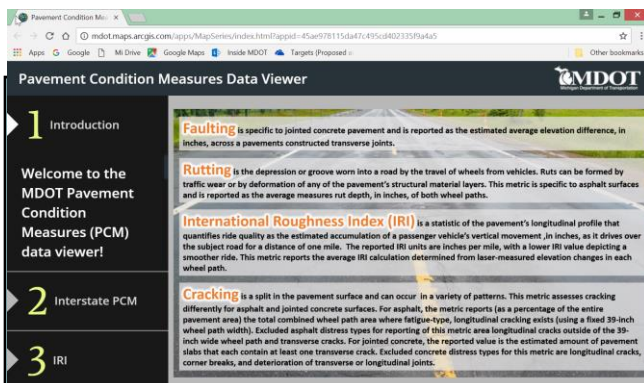 Pavement Condition Mea
mdot.maps.arcgis.com/apps/MapSeries/index.html?appid=45ae978115da47c495cd402335f9a4a5
Apps G Google Mi Drive Google Maps Inside MDOT Targets (Proposed Other bookmarks
Pavement Condition Measures Data Viewer
MDOT
Michigan Department of Transportation
1 Introduction
Welcome to the
MDOT Pavement
Condition
Measures (PCM)
data viewer!
2 Interstate PCM
3 IRI
Faulting is specific to jointed concrete pavement and is reported as the estimated average elevation difference, in
inches, across a pavements constructed transverse joints.
Rutting is the depression or groove worn into a road by the travel of wheels from vehicles. Ruts can be formed by
traffic wear or by deformation of any of the pavement's structural material layers. This metric is specific to asphalt surfaces
and is reported as the average measures rut depth, in inches, of both wheel paths.
International Roughness Index (IRI) is a statistic of the pavement's longitudinal profile that
quantifies ride quality as the estimated accumulation of a passenger vehicle's vertical movement ,in inches, as it drives over
the subject road for a distance of one mile. The reported IRI units are inches per mile, with a lower IRI value depicting a
smoother ride. This metric reports the average IRI calculation determined from laser-measured elevation changes in each
wheel path.
Cracking is a split in the pavement surface and can occur in a variety of patterns. This metric assesses cracking
differently for asphalt and jointed concrete surfaces. For asphalt, the metric reports (as a percentage of the entire
pavement area) the total combined wheel path area where fatigue-type, longitudinal cracking exists (using a fixed 39-inch
wheel path width). Excluded asphalt distress types for reporting of this metric area longitudinal cracks outside of the 39-
inch wide wheel path and transverse cracks. For jointed concrete, the reported value is the estimated amount of pavement
slabs that each contain at least one transverse crack. Excluded concrete distress types for this metric are longitudinal cracks,
corner breaks, and deterioration of transverse or longitudinal joints.